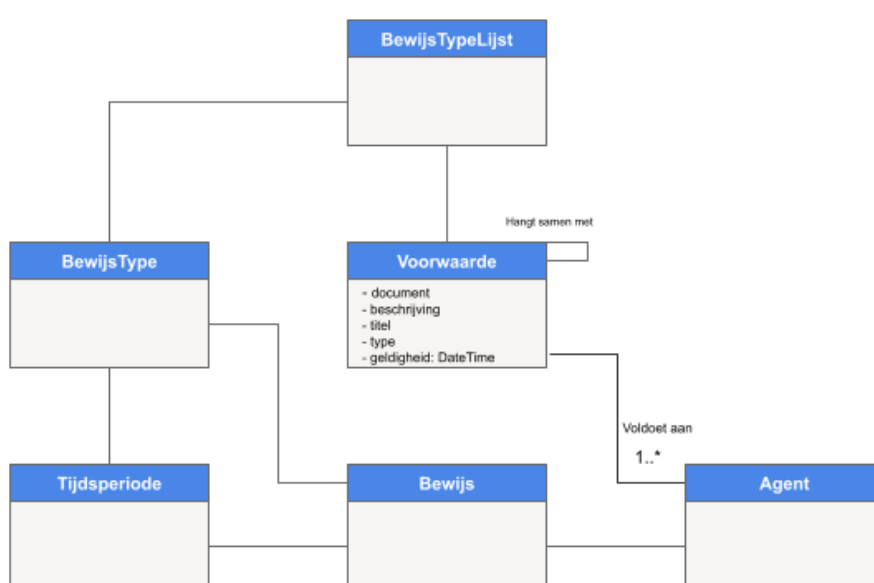 BewijsTypeLijst
Hangt samen met
BewijsType
Voorwaarde
- document
- beschrijving
- titel
- type
- geldigheid: DateTime
Voldoet aan
1..*
Tijdsperiode
Bewijs
Agent